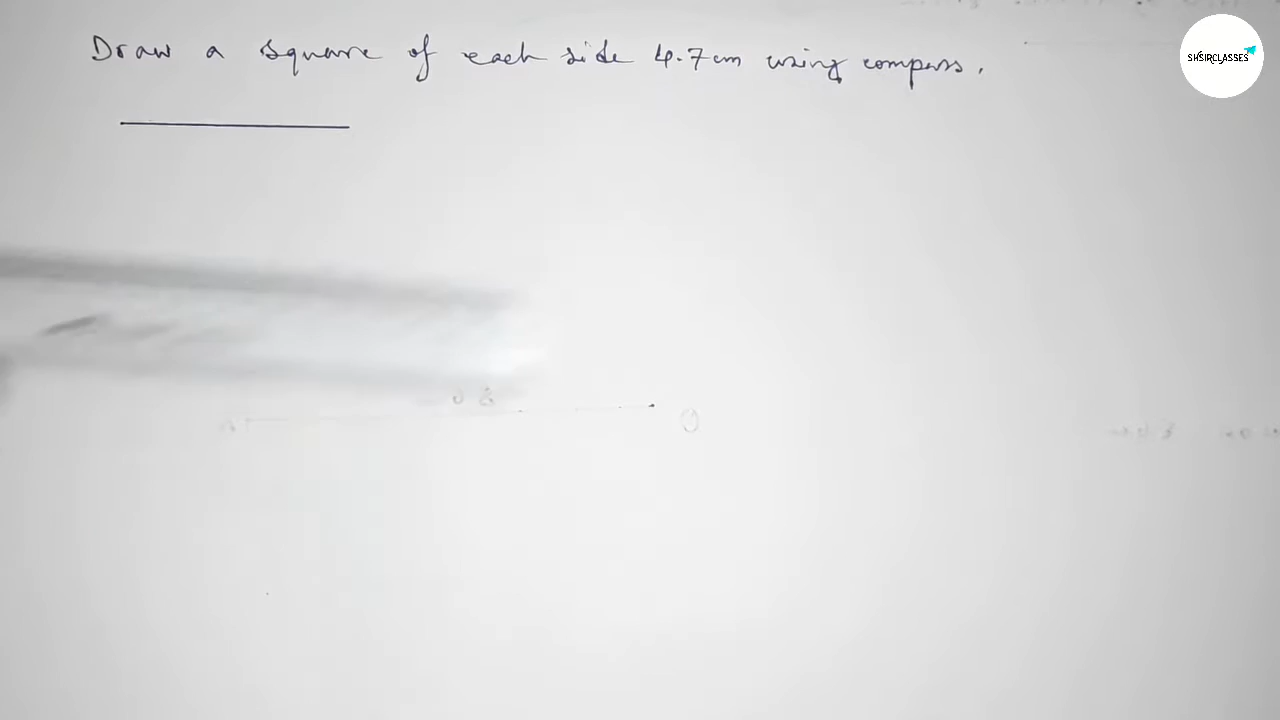 Draw a square of each side 4.7cm using compass.
SHSIRCLASSES